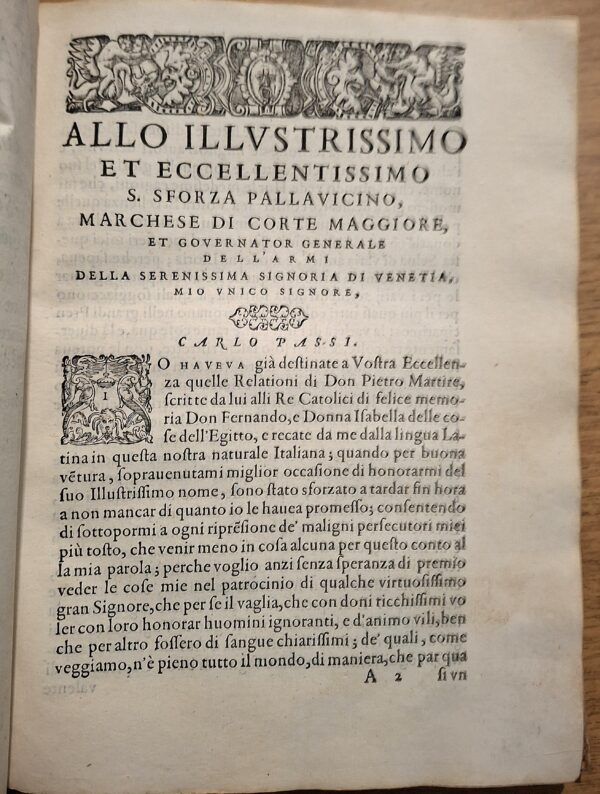 ALLO ILLVSTRISSIMO
ET ECCELLENTISSIMO
S. SFORZA PALLAVICINO,
MARCHESE DI CORTE MAGGIORE,
ET GOVERNATOR GENERALE
DELL'ARMI
DELLA SERENISSIMA SIGNORIA DI VENETIA,
MIO VNICO SIGNORE,
CARLO PASSI.
IO HAVEVA già destinate a Vostra Eccellen-
za quelle Relationi di Don Pietro Martire,
ſcritte da lui alli Re Catolici di felice memo-
ria Don Fernando, e Donna Iſabella delle co-
ſe dell'Egitto, e recate da me dalla lingua La-
tina in queſta noſtra naturale Italiana; quando per buona
vẽtura, ſoprauenutami miglior occaſione di honorarmi del
ſuo Illuſtriſſimo nome, ſono ſtato sforzato a tardar fin hora
a non mancar di quanto io le hauea promeſſo; conſentendo
di ſottopormi a ogni ripreſione de' maligni perſecutori miei
più toſto, che venir meno in coſa alcuna per queſto conto al
la mia parola; perche voglio anzi ſenza ſperanza di premio
veder le coſe mie nel patrocinio di qualche virtuoſiſſimo
gran Signore, che per ſe il vaglia, che con doni ricchiſſimi vo
ler con loro honorar huomini ignoranti, e d'animo vili, ben
che per altro foſſero di ſangue chiariſſimi; de' quali, come
veggiamo, n'è pieno tutto il mondo, di maniera, che par qua
A 2 ſi vn